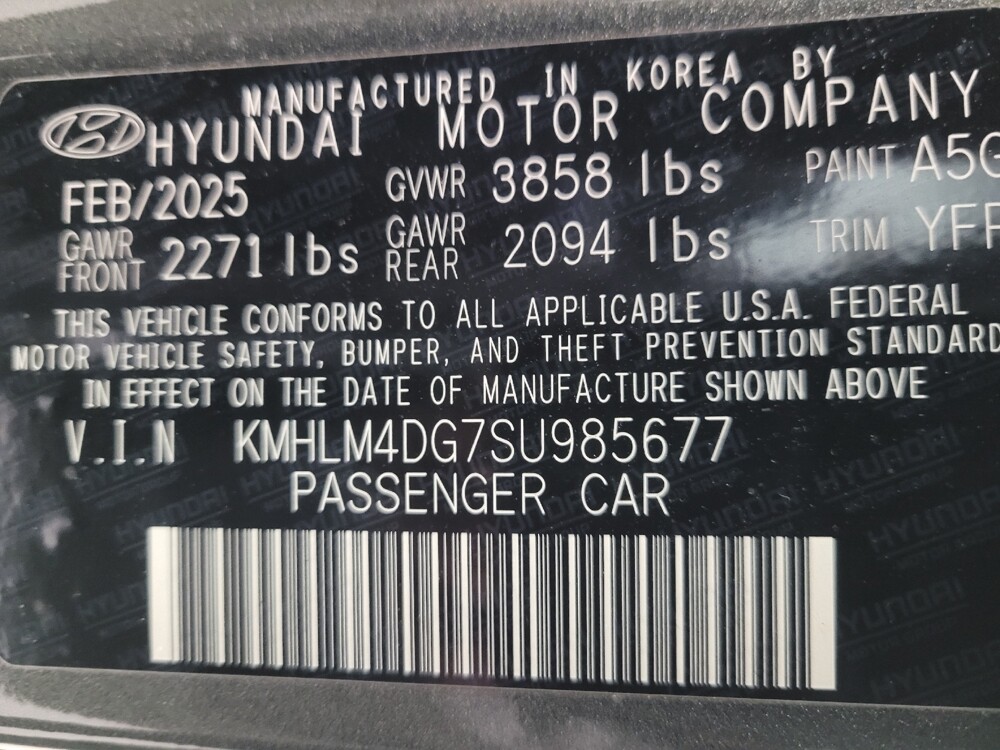 MANUFACTURED IN KOREA BY
HYUNDAI MOTOR COMPANY
FEB/2025 GVWR 3858 lbs PAINT A5G
GAWR FRONT 2271 lbs GAWR REAR 2094 lbs TRIM
THIS VEHICLE CONFORMS TO ALL APPLICABLE U.S.A. FEDERAL
MOTOR VEHICLE SAFETY, BUMPER, AND THEFT PREVENTION STANDARD
IN EFFECT ON THE DATE OF MANUFACTURE SHOWN ABOVE
V.I.N KMHLM4DG7SU985677
PASSENGER CAR